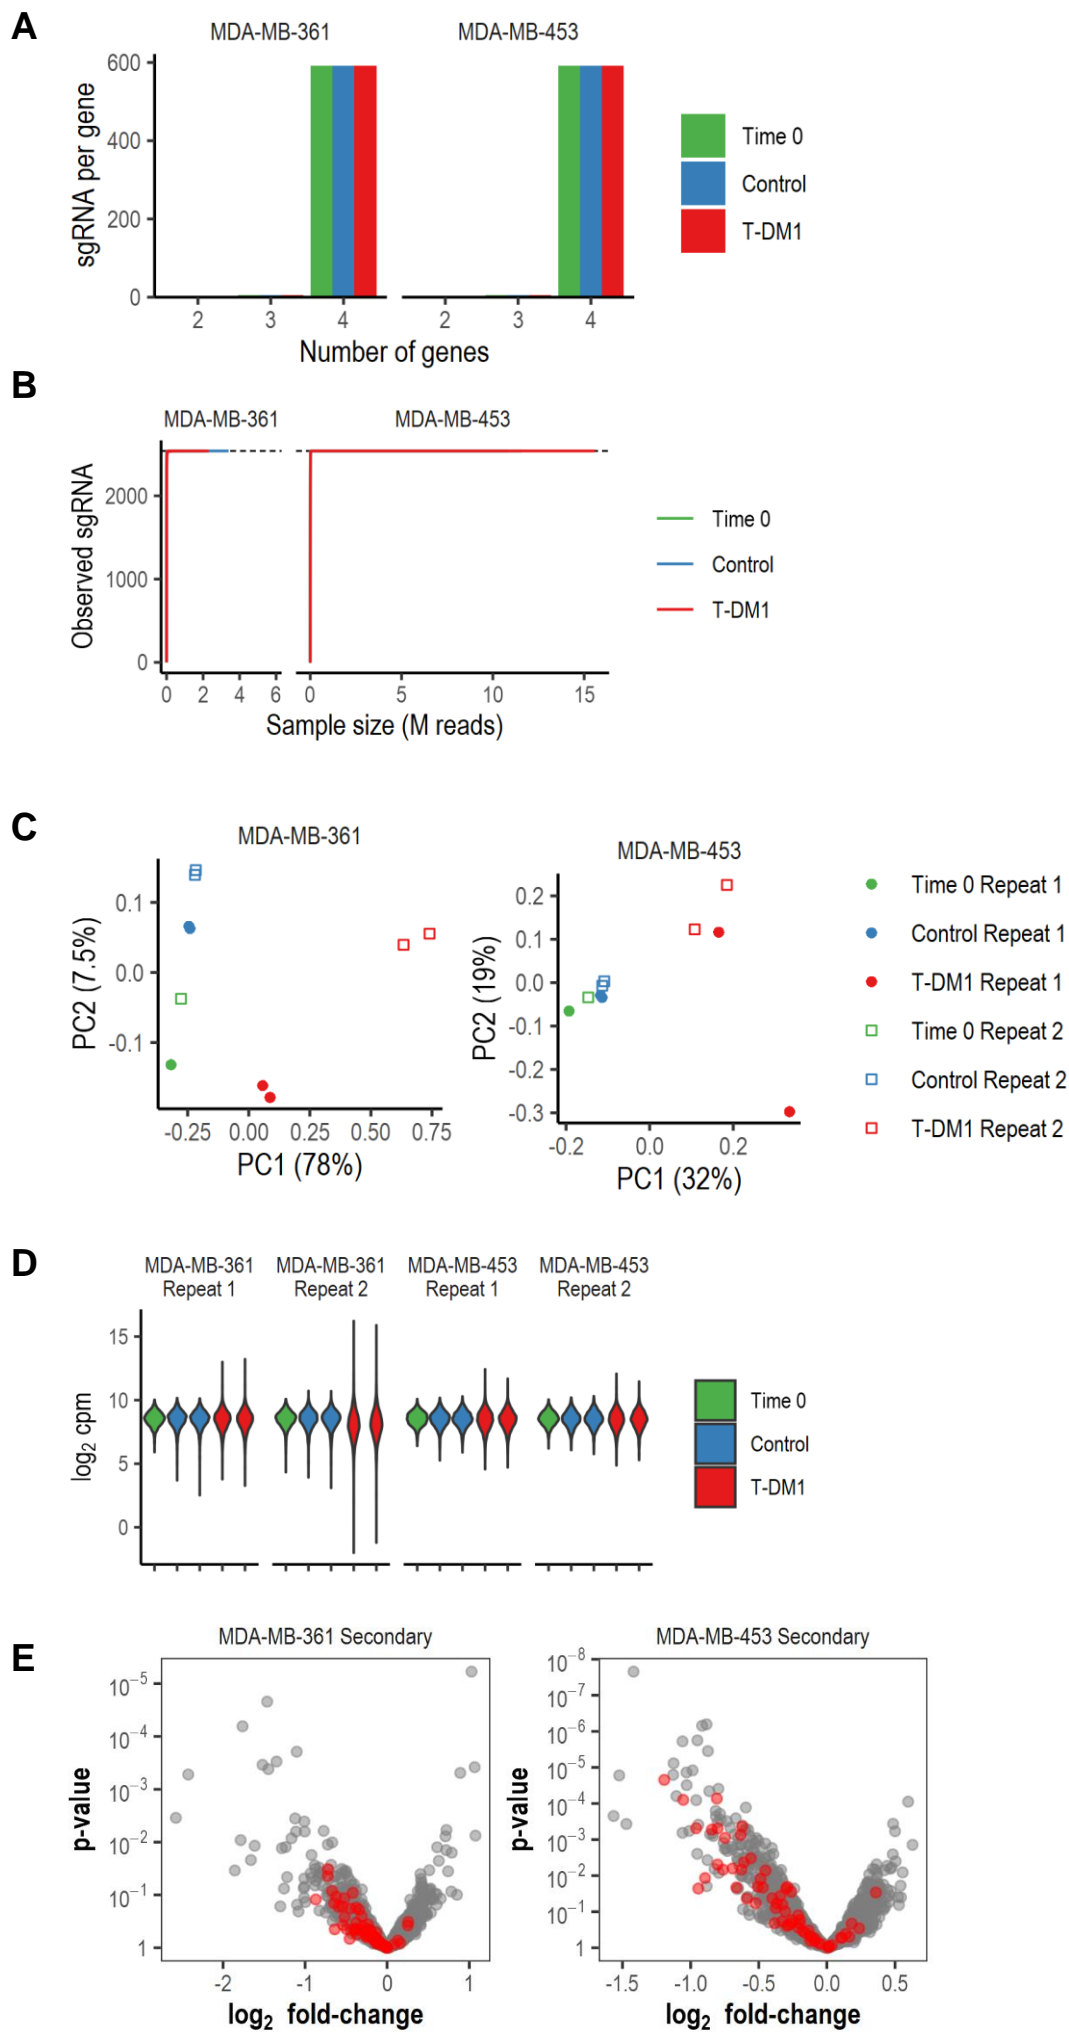 A
MDA-MB-361
MDA-MB-453
sgRNA per gene
600
400
200
0
2
3
4
2
3
4
Number of genes
Time 0
Control
T-DM1
B
MDA-MB-361
MDA-MB-453
Observed sgRNA
2000
1000
0
0
2
4
6
0
5
10
15
Sample size (M reads)
Time 0
Control
T-DM1
C
MDA-MB-361
PC2 (7.5%)
0.1
0.0
-0.1
-0.25
0.00
0.25
0.50
0.75
PC1 (78%)
MDA-MB-453
PC2 (19%)
0.2
0.1
0.0
-0.1
-0.2
-0.3
-0.2
0.0
0.2
PC1 (32%)
Time 0 Repeat 1
Control Repeat 1
T-DM1 Repeat 1
Time 0 Repeat 2
Control Repeat 2
T-DM1 Repeat 2
D
MDA-MB-361
Repeat 1
MDA-MB-361
Repeat 2
MDA-MB-453
Repeat 1
MDA-MB-453
Repeat 2
log₂ cpm
15
10
5
0
Time 0
Control
T-DM1
E
MDA-MB-361 Secondary
p-value
10⁻⁵
10⁻⁴
10⁻³
10⁻²
10⁻¹
1
-2
-1
0
1
log₂ fold-change
MDA-MB-453 Secondary
p-value
10⁻⁸
10⁻⁷
10⁻⁶
10⁻⁵
10⁻⁴
10⁻³
10⁻²
10⁻¹
1
-1.5
-1.0
-0.5
0.0
0.5
log₂ fold-change